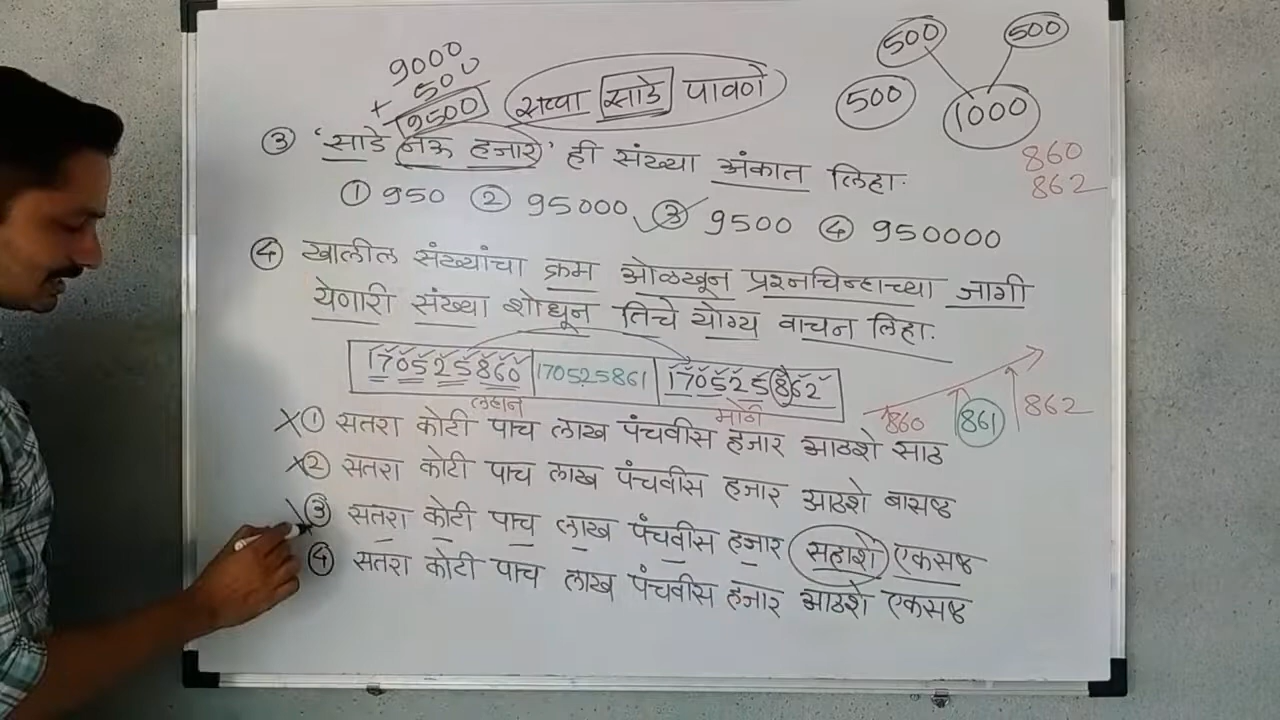 9000
+ 500
9500
सव्वा साडे पावणे
500
500
500
1000
860
862
③ 'साडे नऊ हजार' ही संख्या अंकात लिहा.
① 950 ② 95000 ③ 9500 ④ 950000
④ खालील संख्यांचा क्रम ओळखून प्रश्नचिन्हाच्या जागी
येणारी संख्या शोधून तिचे योग्य वाचन लिहा.
170525860 170525861 170525862
लहान मोठी
860 861 862
① सतरा कोटी पाच लाख पंचवीस हजार आठशे साठ
② सतरा कोटी पाच लाख पंचवीस हजार आठशे बासष्ठ
③ सतरा कोटी पाच लाख पंचवीस हजार सहाशे एकसष्ठ
④ सतरा कोटी पाच लाख पंचवीस हजार आठशे एकसष्ठ